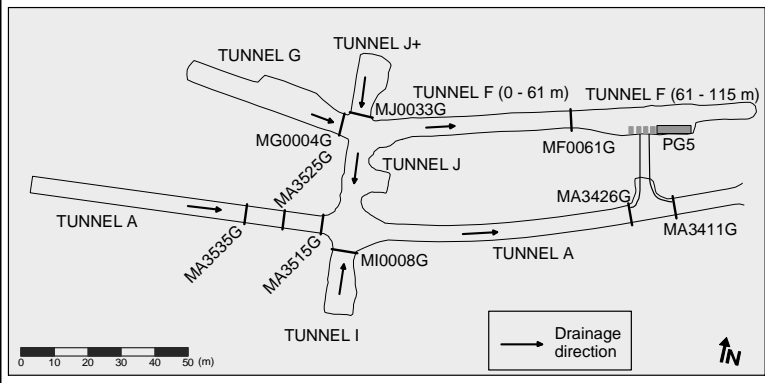 TUNNEL J+
TUNNEL G
TUNNEL F (0 - 61 m)
TUNNEL F (61 - 115 m)
MJ0033G
MG0004G
MF0061G
PG5
MA3525G
TUNNEL J
MA3426G
TUNNEL A
MA3535G
MA3515G
MI0008G
TUNNEL A
MA3411G
TUNNEL I
Drainage
direction
0 10 20 30 40 50 (m)
N